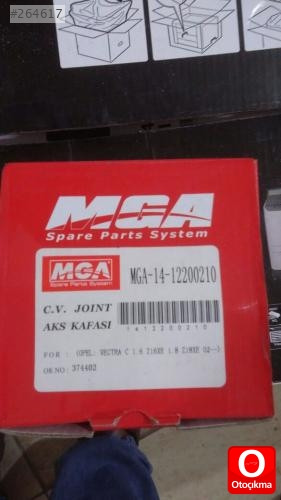 #264617
MGA
Spare Parts System
MGA
Spare Parts System
MGA-14-12200210
C.V. JOINT
AKS KAFASI
1412200210
FOR : (OPEL: VECTRA C 1.6 Z16XE 1.8 Z18XE 02--)
OE NO: 374402
Otoçıkma